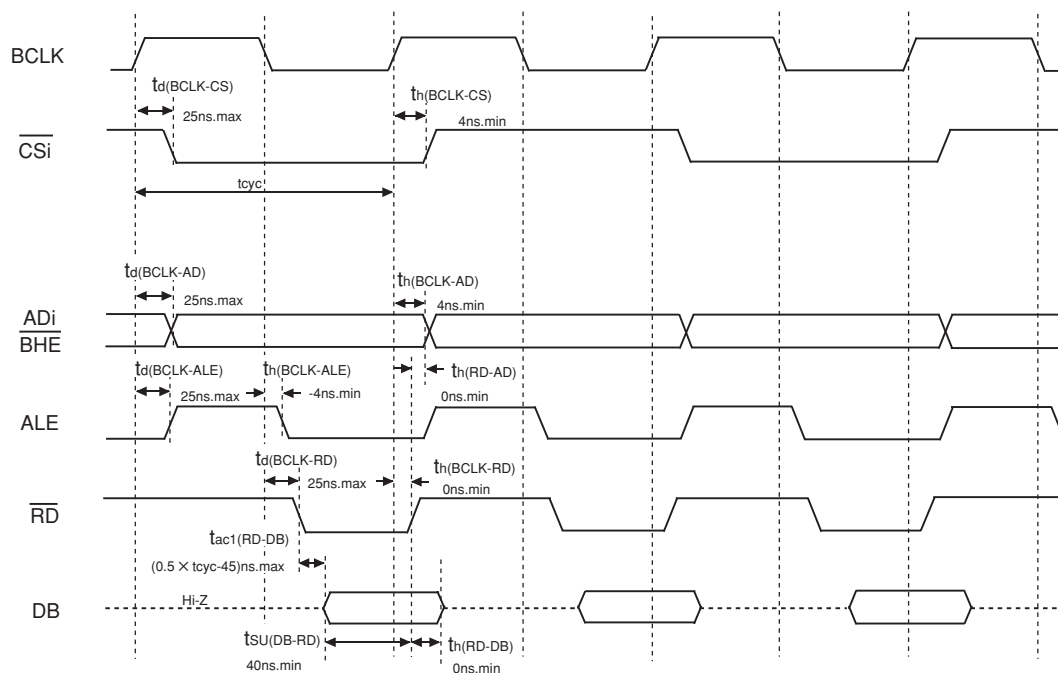 BCLK
td(BCLK-CS)
25ns.max
th(BCLK-CS)
4ns.min
CSi
tcyc
td(BCLK-AD)
25ns.max
th(BCLK-AD)
4ns.min
ADi
BHE
td(BCLK-ALE)
25ns.max
th(BCLK-ALE)
-4ns.min
th(RD-AD)
0ns.min
ALE
td(BCLK-RD)
25ns.max
th(BCLK-RD)
0ns.min
RD
tac1(RD-DB)
(0.5 × tcyc-45)ns.max
Hi-Z
DB
tSU(DB-RD)
40ns.min
th(RD-DB)
0ns.min